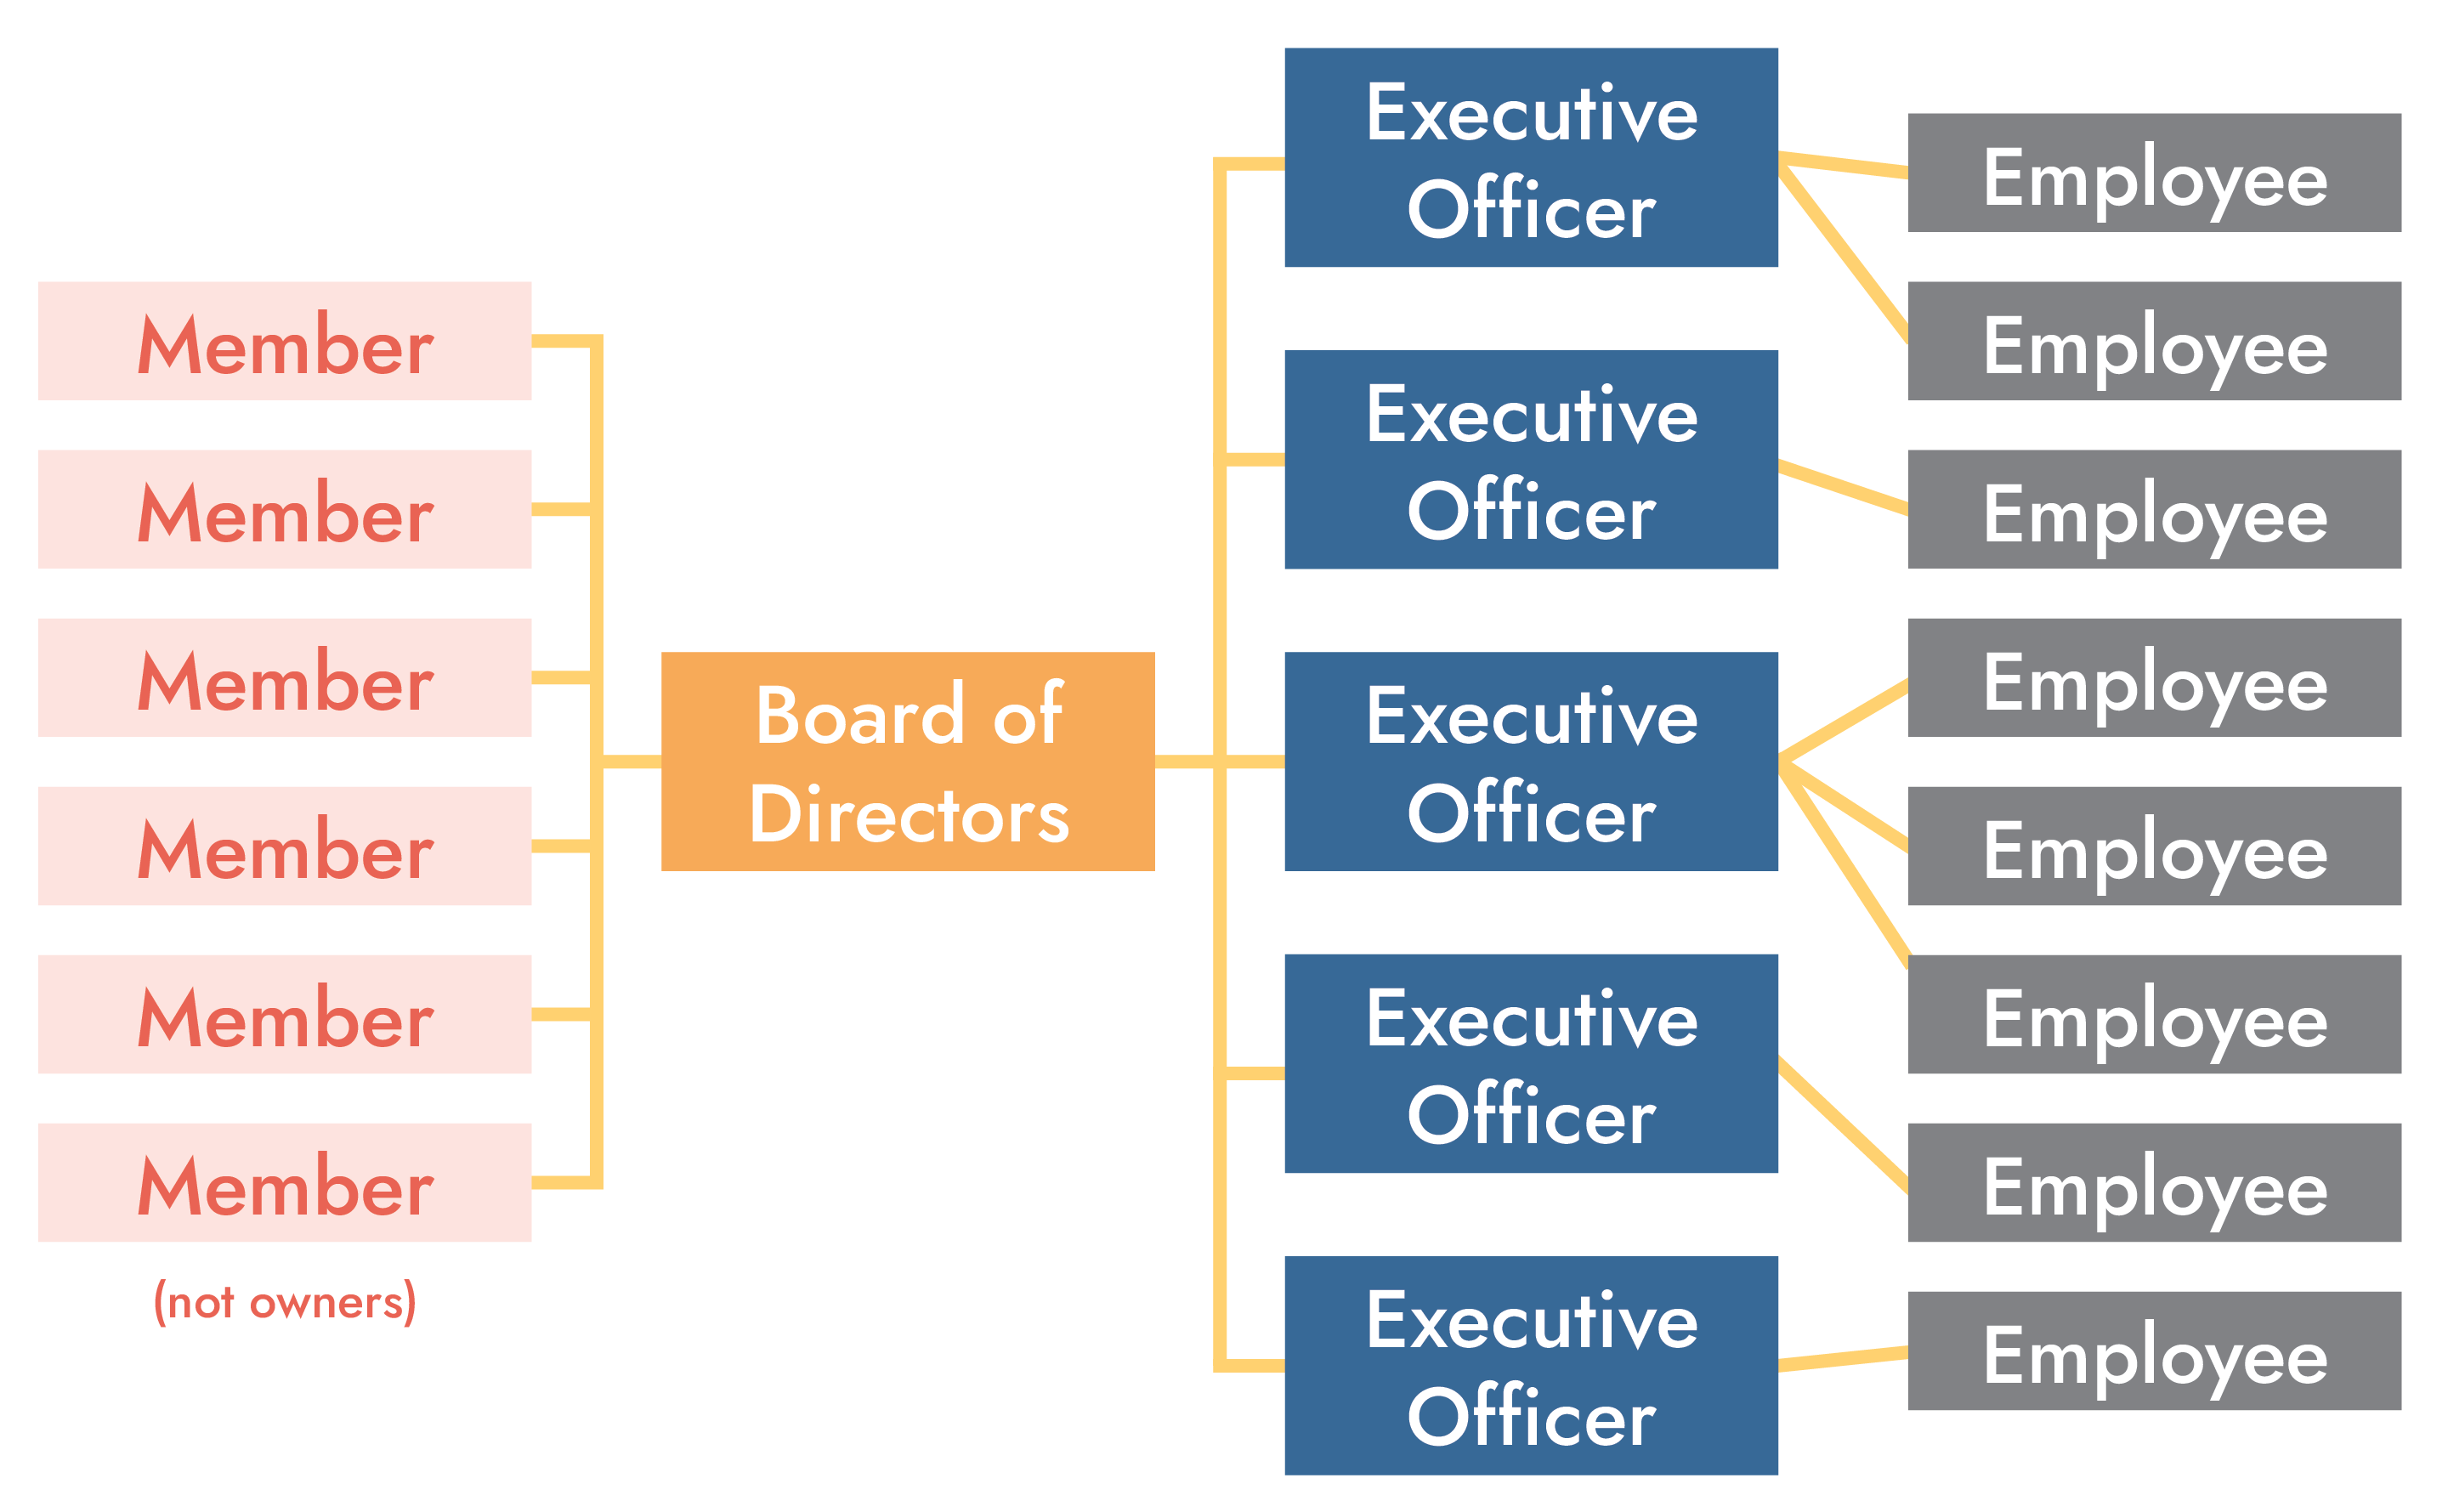 Member
Member
Member
Member
Member
Member
(not owners)
Board of
Directors
Executive
Officer
Executive
Officer
Executive
Officer
Executive
Officer
Executive
Officer
Employee
Employee
Employee
Employee
Employee
Employee
Employee
Employee